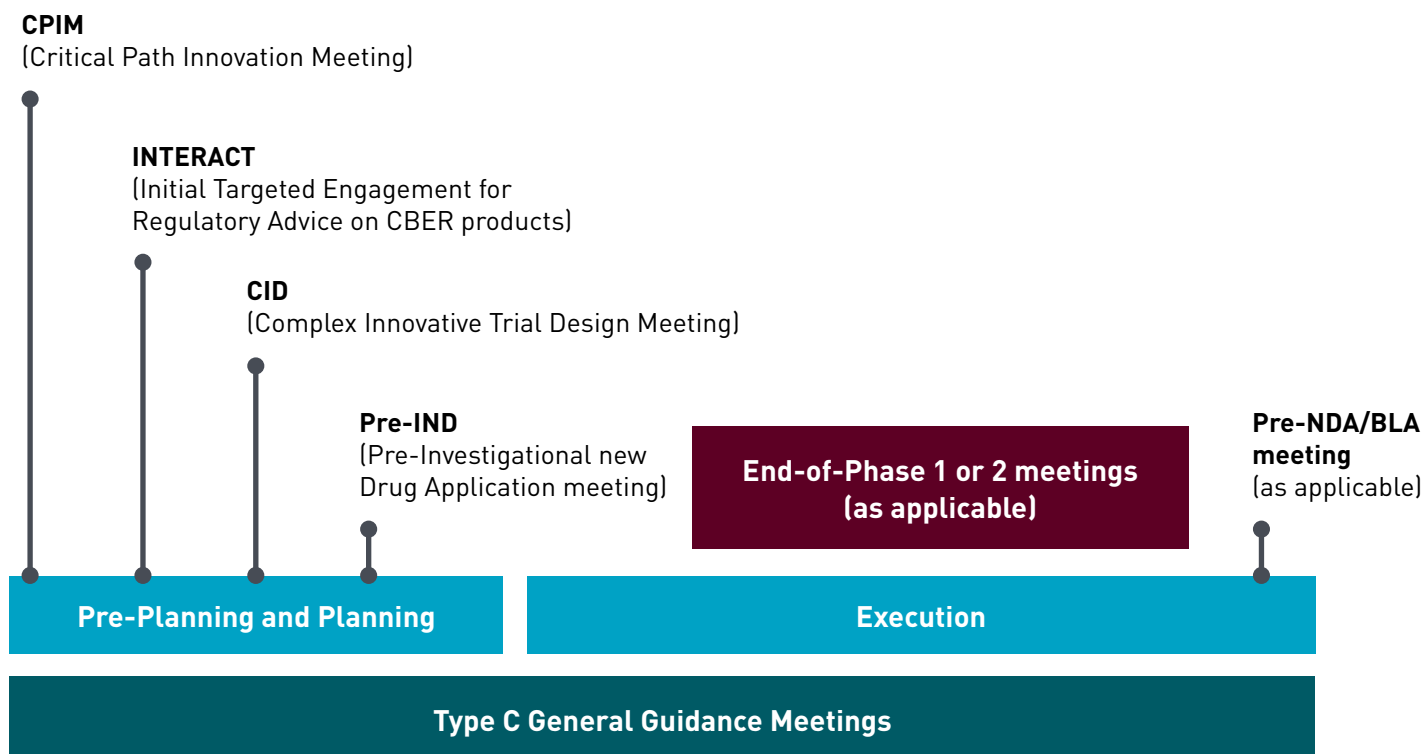 CPIM
(Critical Path Innovation Meeting)
INTERACT
(Initial Targeted Engagement for
Regulatory Advice on CBER products)
CID
(Complex Innovative Trial Design Meeting)
Pre-IND
(Pre-Investigational new
Drug Application meeting)
End-of-Phase 1 or 2 meetings
(as applicable)
Pre-NDA/BLA
meeting
(as applicable)
Pre-Planning and Planning
Execution
Type C General Guidance Meetings